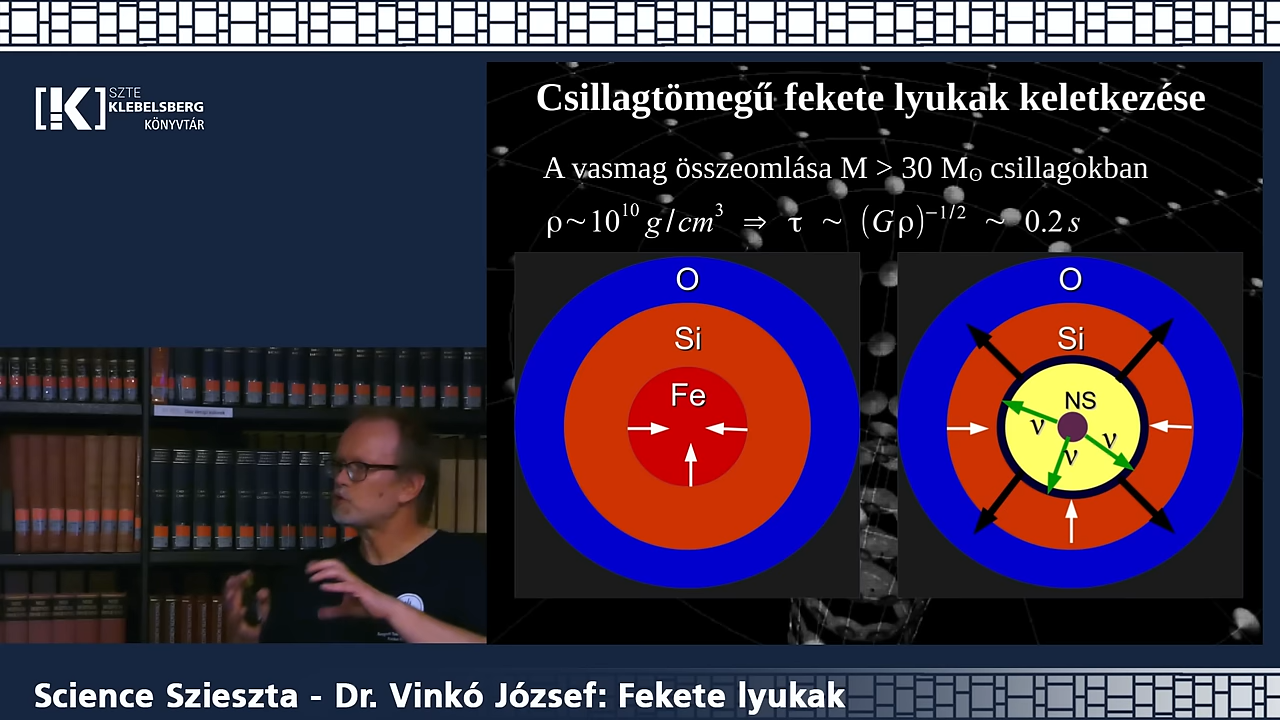 SZTE
KLEBELSBERG
KÖNYVTÁR
Csillagtömegű fekete lyukak keletkezése
A vasmag összeomlása M > 30 M☉ csillagokban
ρ ~ 10¹⁰ g/cm³ ⇒ τ ~ (Gρ)⁻¹/² ~ 0.2 s
O
Si
Fe
O
Si
NS
ν
ν
ν
Science Szieszta - Dr. Vinkó József: Fekete lyukak